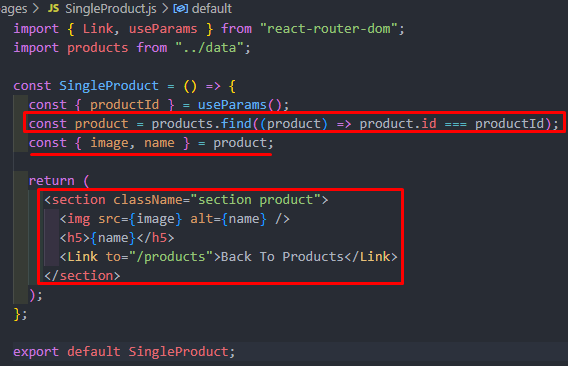 ages > JS SingleProduct.js > default
import { Link, useParams } from "react-router-dom";
import products from "../data";
const SingleProduct = () => {
const { productId } = useParams();
const product = products.find((product) => product.id === productId);
const { image, name } = product;
return (
<section className="section product">
<img src={image} alt={name} />
<h5>{name}</h5>
<Link to="/products">Back To Products</Link>
</section>
);
};
export default SingleProduct;